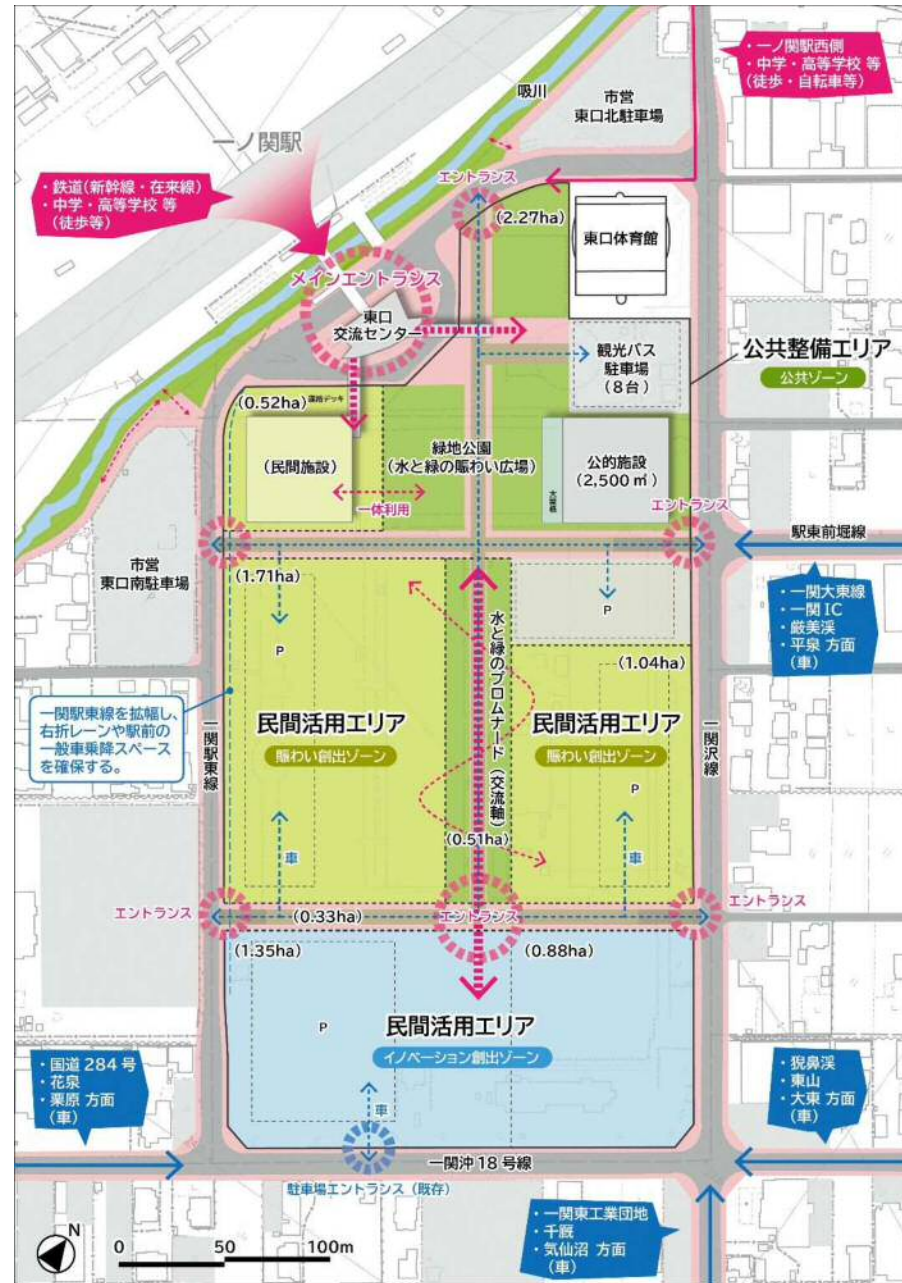 ・一ノ関駅西側
・中学・高等学校 等
(徒歩・自転車等)
吸川
市営
東口北駐車場
一ノ関駅
・鉄道(新幹線・在来線)
・中学・高等学校 等
(徒歩等)
エントランス
(2.27ha)
東口体育館
メインエントランス
東口
交流センター
観光バス
駐車場
(8台)
公共整備エリア
公共ゾーン
(0.52ha)
連絡デッキ
(民間施設)
緑地公園
(水と緑の賑わい広場)
一体利用
大屋根
公的施設
(2,500㎡)
エントランス
駅東前堀線
市営
東口南駐車場
(1.71ha)
P
P
・一関大東線
・一関IC
・厳美渓
・平泉 方面
(車)
(1.04ha)
一関駅東線を拡幅し、
右折レーンや駅前の
一般車乗降スペース
を確保する。
一関駅東線
民間活用エリア
賑わい創出ゾーン
水と緑のプロムナード(交流軸)
民間活用エリア
賑わい創出ゾーン
P
一関沢線
(0.51ha)
車
車
エントランス
(0.33ha)
エントランス
エントランス
(1.35ha)
(0.88ha)
P
民間活用エリア
イノベーション創出ゾーン
・国道284号
・花泉
・栗原 方面
(車)
車
・猊鼻渓
・東山
・大東 方面
(車)
一関沖18号線
駐車場エントランス(既存)
・一関東工業団地
・千厩
・気仙沼 方面
(車)
N
0 50 100m